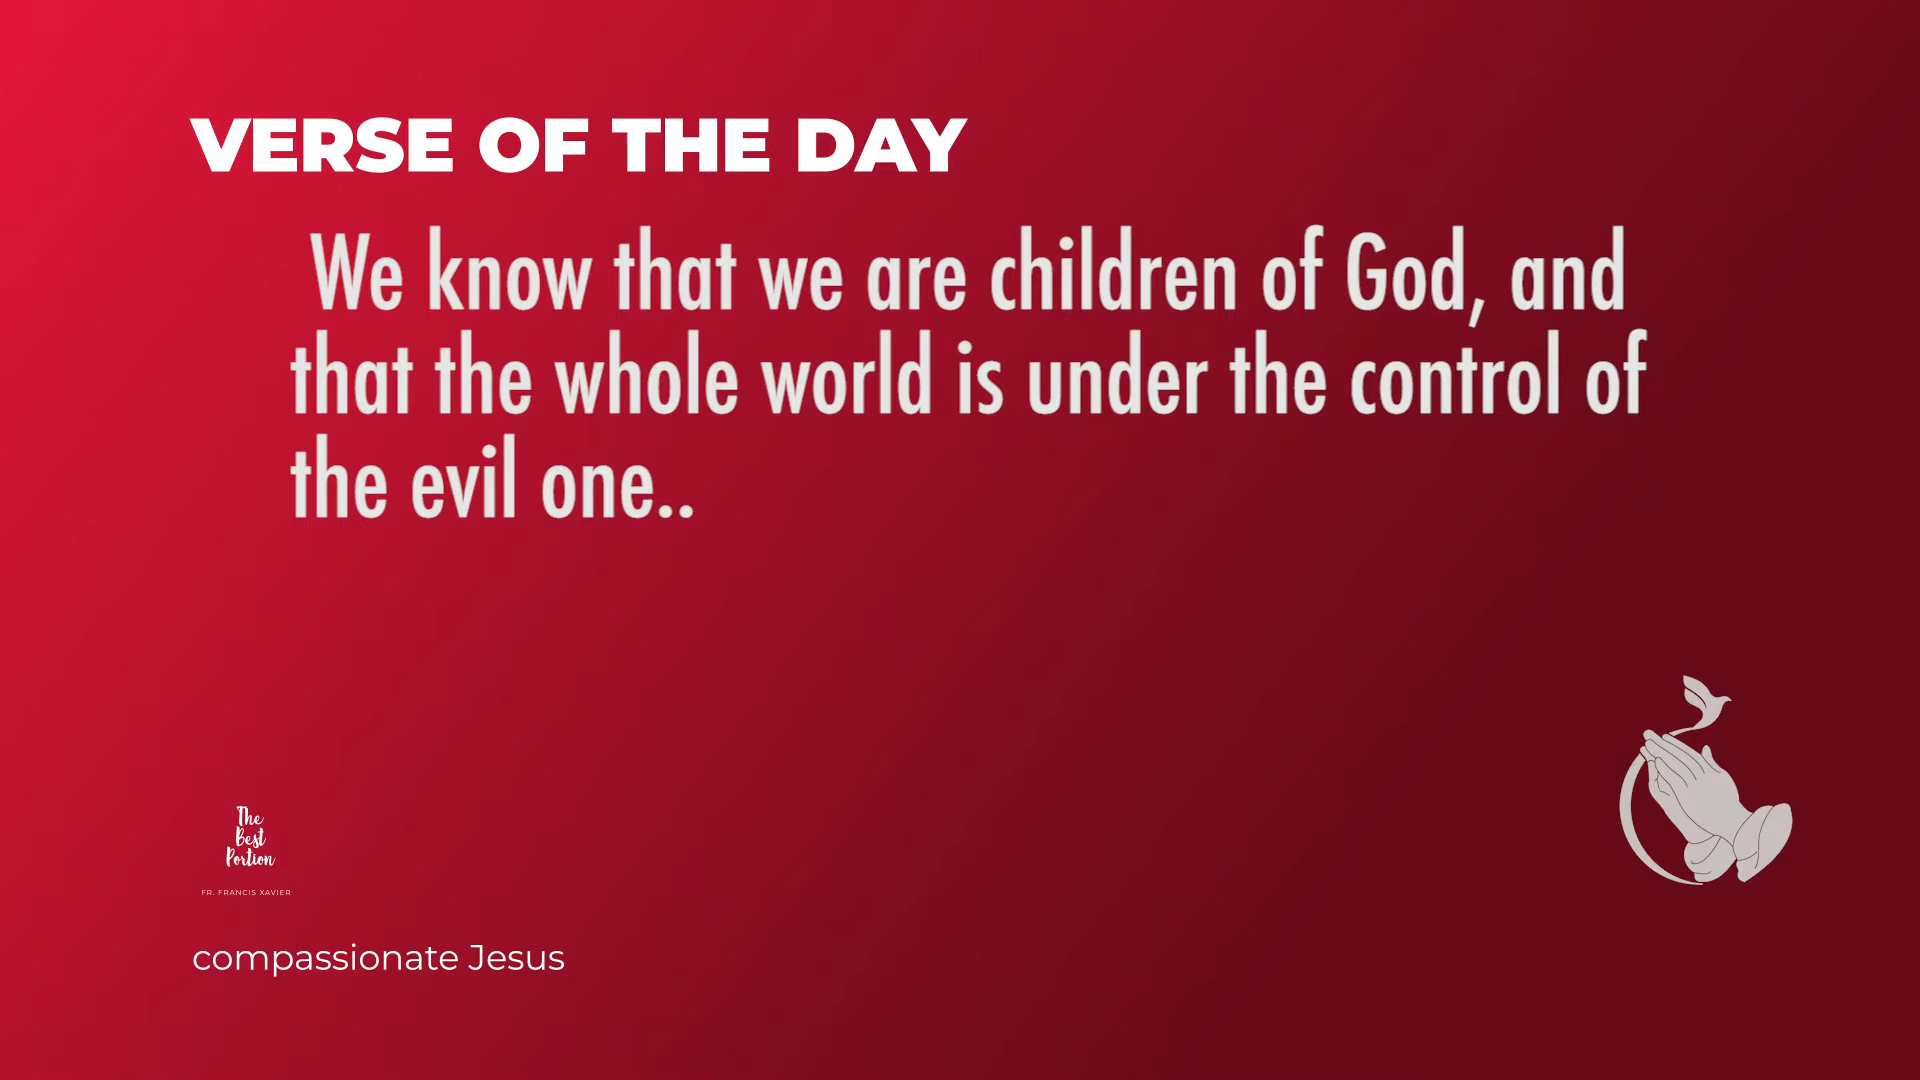 VERSE OF THE DAY
We know that we are children of God, and
that the whole world is under the control of
the evil one..
The
Best
Portion
FR. FRANCIS XAVIER
compassionate Jesus